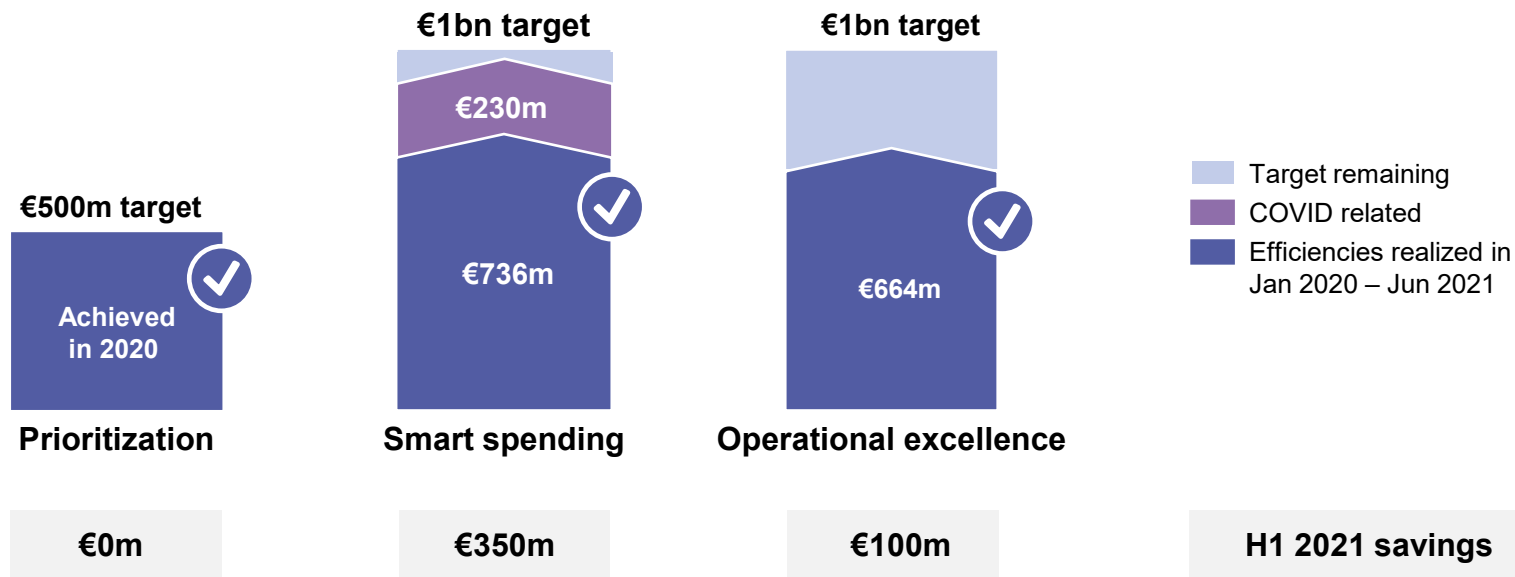 €1bn target
€1bn target
€230m
Target remaining
COVID related
€500m target
Efficiencies realized in
Jan 2020 – Jun 2021
€736m
€664m
Achieved
in 2020
Prioritization
Smart spending
Operational excellence
€0m
€350m
€100m
H1 2021 savings